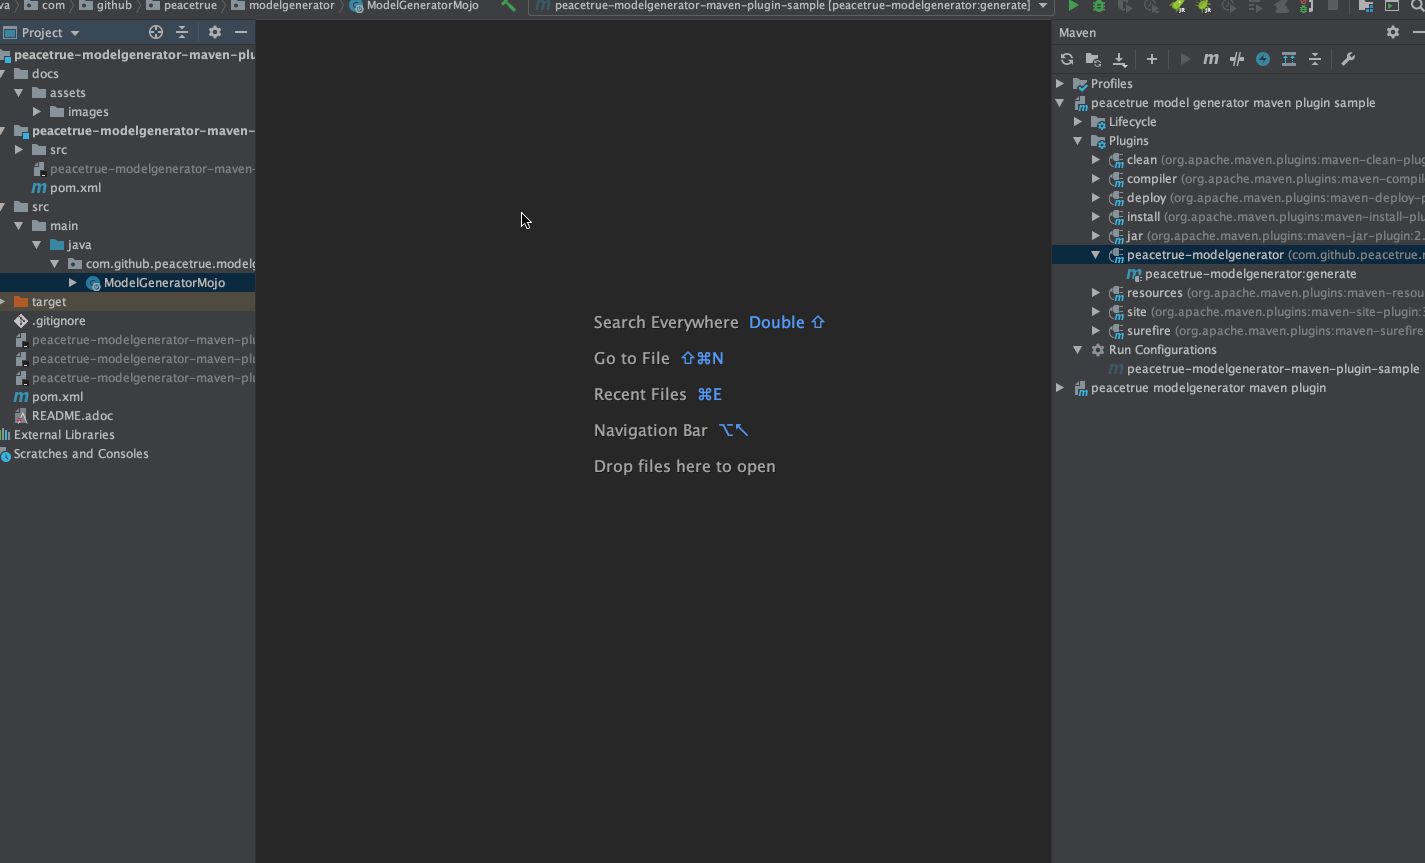 va com github peacetrue modelgenerator ModelGeneratorMojo peacetrue-modelgenerator-maven-plugin-sample [peacetrue-modelgenerator:generate]
Project
peacetrue-modelgenerator-maven-plu
docs
assets
images
peacetrue-modelgenerator-maven-
src
peacetrue-modelgenerator-maven-
pom.xml
src
main
java
com.github.peacetrue.modelg
ModelGeneratorMojo
target
.gitignore
peacetrue-modelgenerator-maven-plu
peacetrue-modelgenerator-maven-plu
peacetrue-modelgenerator-maven-plu
pom.xml
README.adoc
External Libraries
Scratches and Consoles
Search Everywhere Double ⇧
Go to File ⇧⌘N
Recent Files ⌘E
Navigation Bar ⌥↖
Drop files here to open
Maven
Profiles
peacetrue model generator maven plugin sample
Lifecycle
Plugins
clean (org.apache.maven.plugins:maven-clean-plug
compiler (org.apache.maven.plugins:maven-compil
deploy (org.apache.maven.plugins:maven-deploy-p
install (org.apache.maven.plugins:maven-install-plu
jar (org.apache.maven.plugins:maven-jar-plugin:2.
peacetrue-modelgenerator (com.github.peacetrue.m
peacetrue-modelgenerator:generate
resources (org.apache.maven.plugins:maven-resou
site (org.apache.maven.plugins:maven-site-plugin:3
surefire (org.apache.maven.plugins:maven-surefire
Run Configurations
peacetrue-modelgenerator-maven-plugin-sample
peacetrue modelgenerator maven plugin